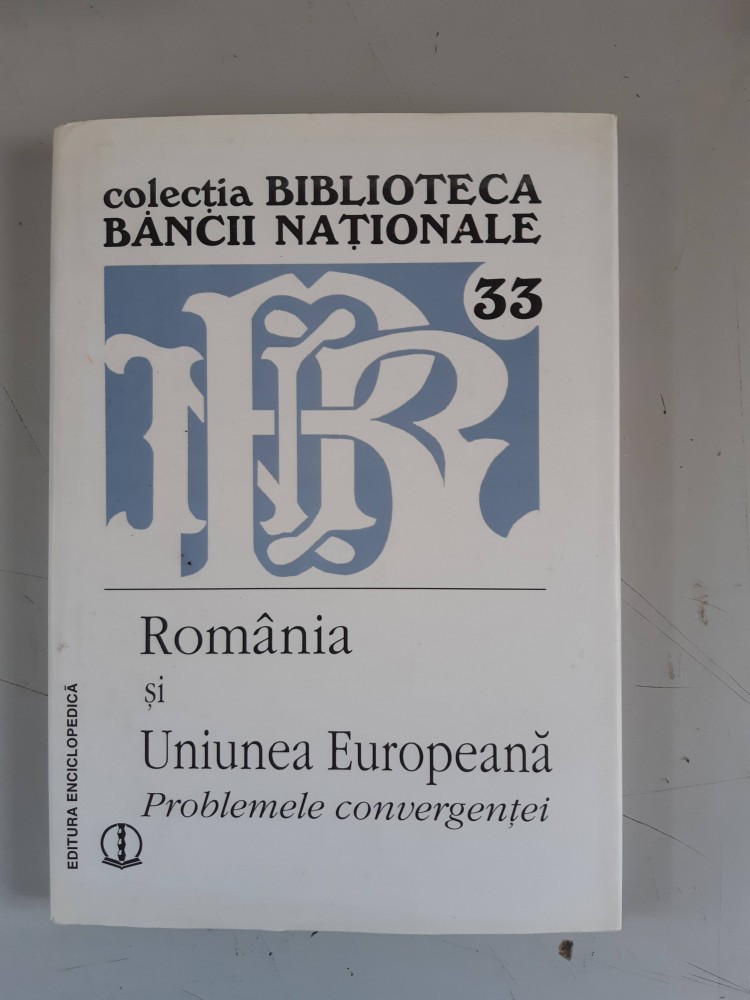 colecția BIBLIOTECA
BĂNCII NAȚIONALE
33
România
și
Uniunea Europeană
Problemele convergenței
EDITURA ENCICLOPEDICĂ